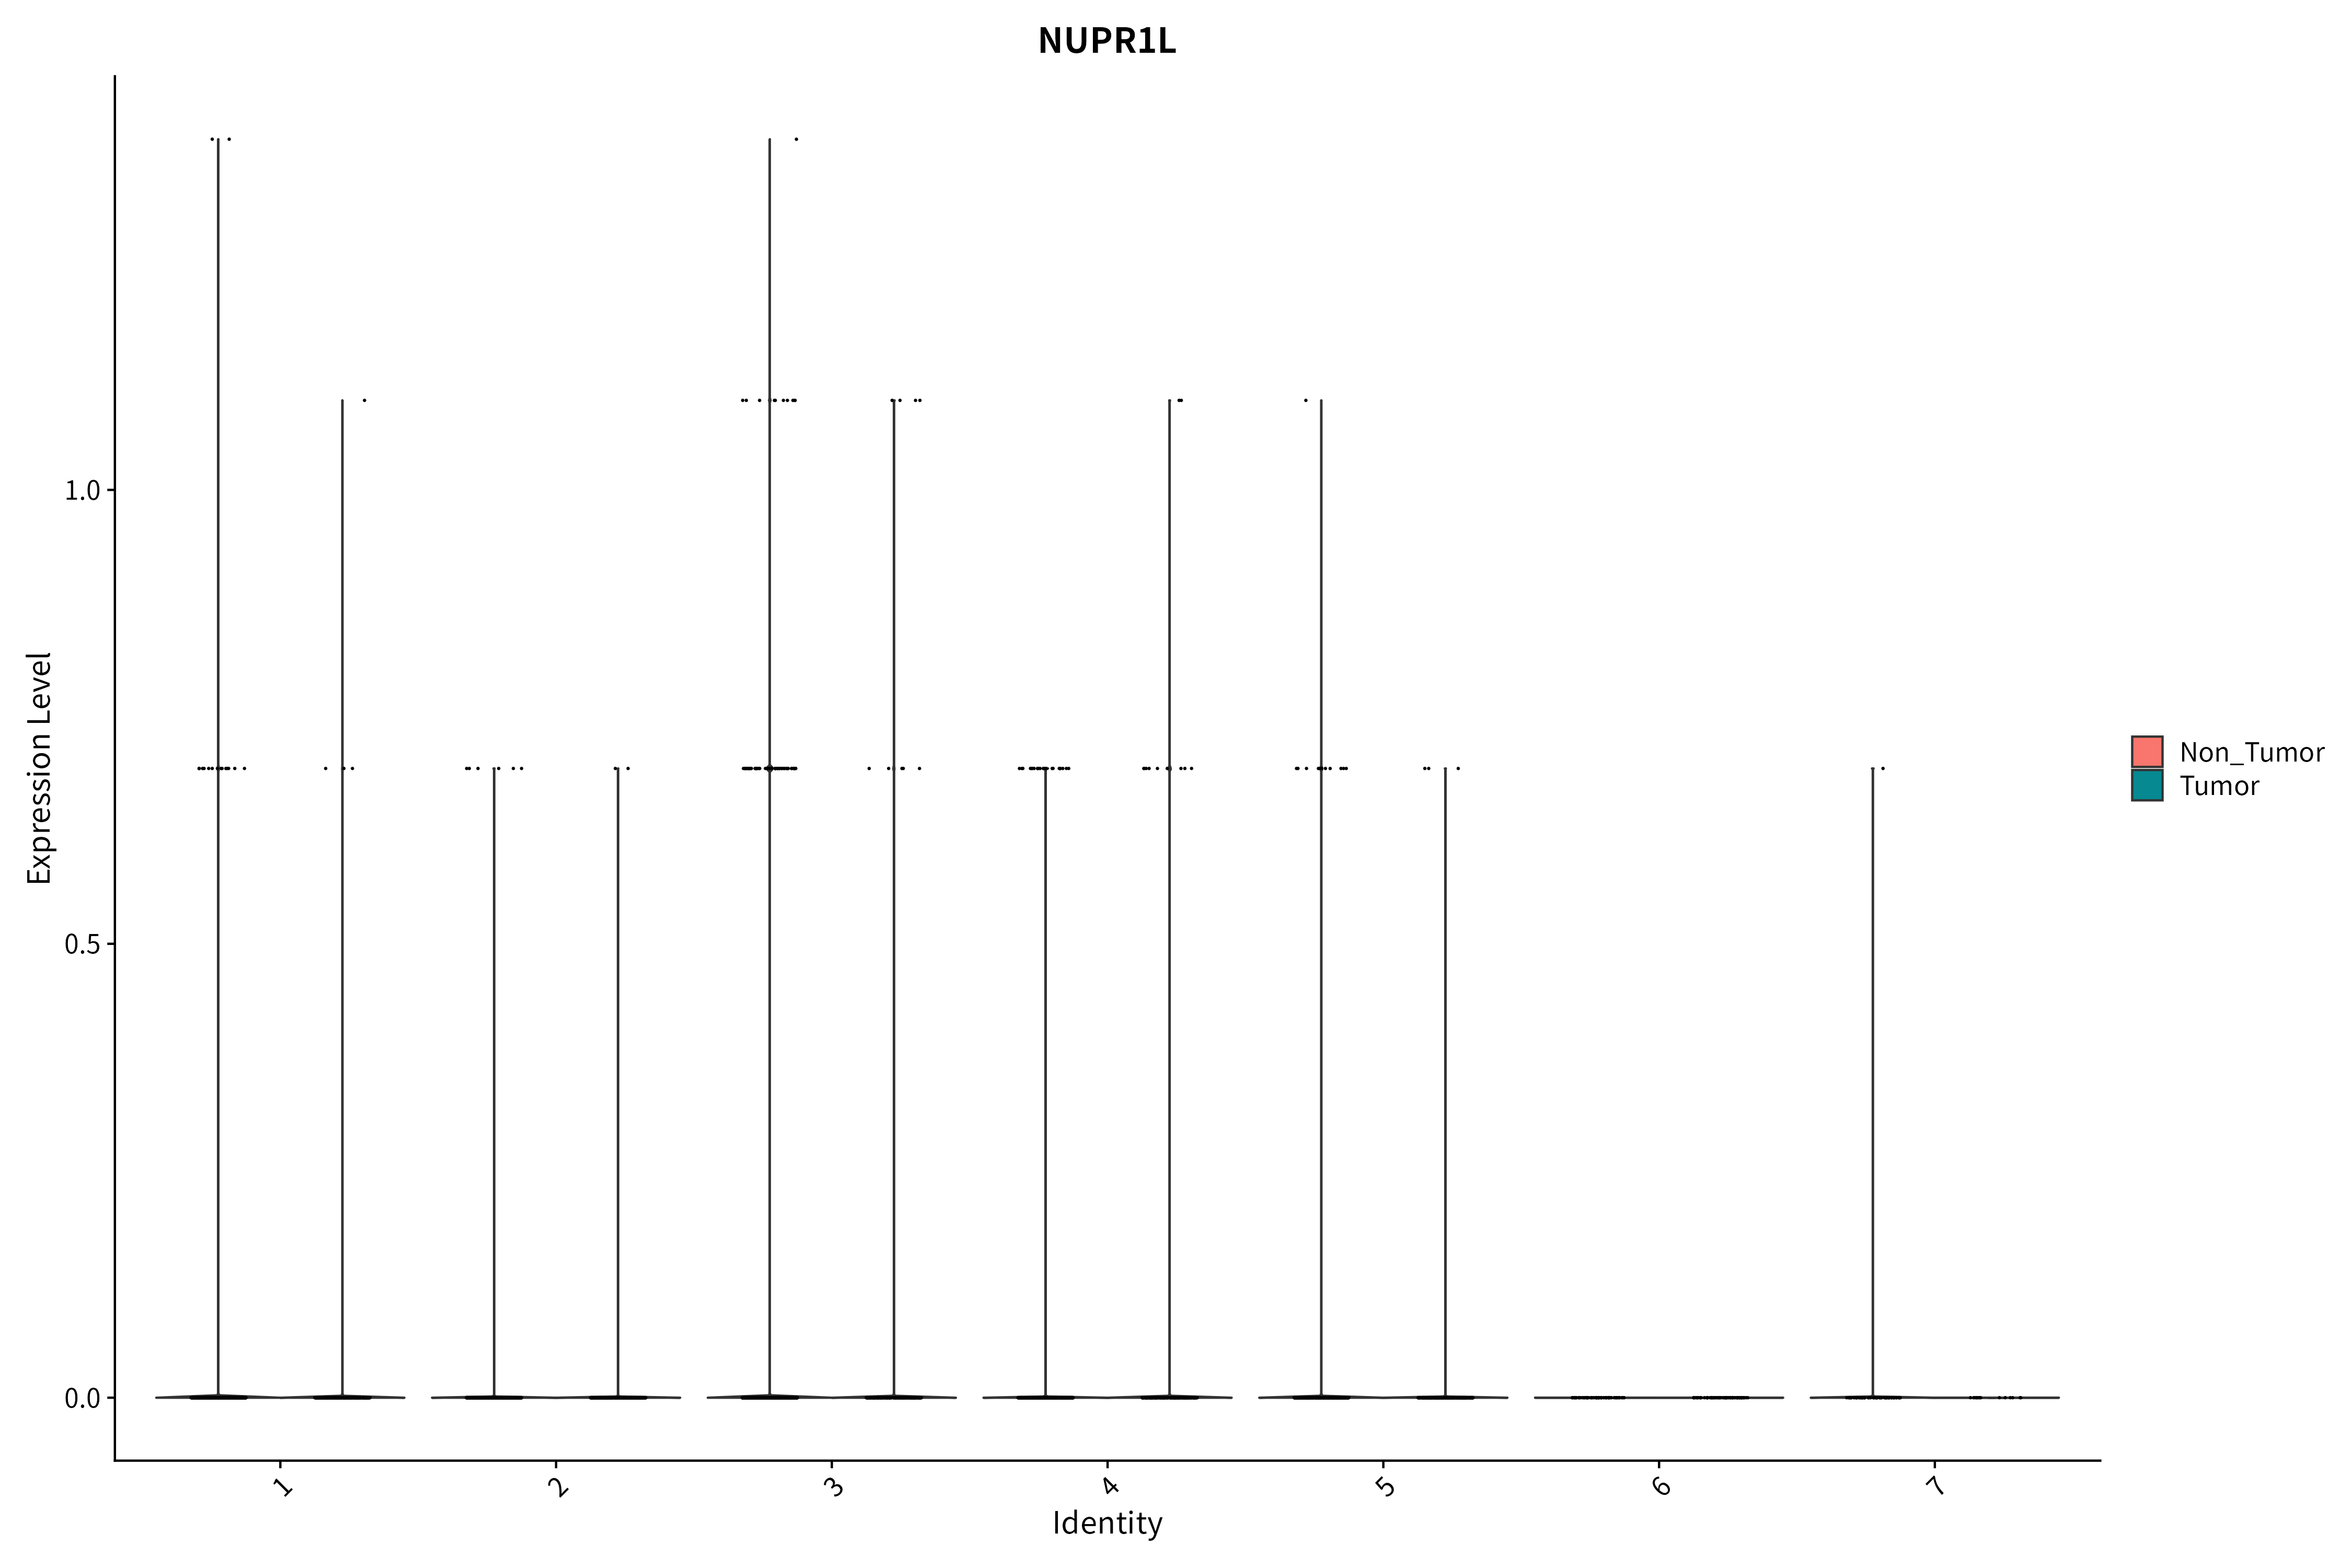 NUPR1L
Expression Level
1.0
0.5
0.0
1
2
3
4
5
6
7
Identity
Non_Tumor
Tumor